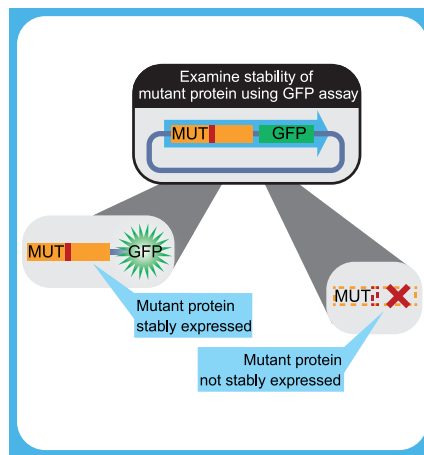 Examine stability of
mutant protein using GFP assay
MUT GFP
MUT GFP
Mutant protein
stably expressed
MUT
Mutant protein
not stably expressed